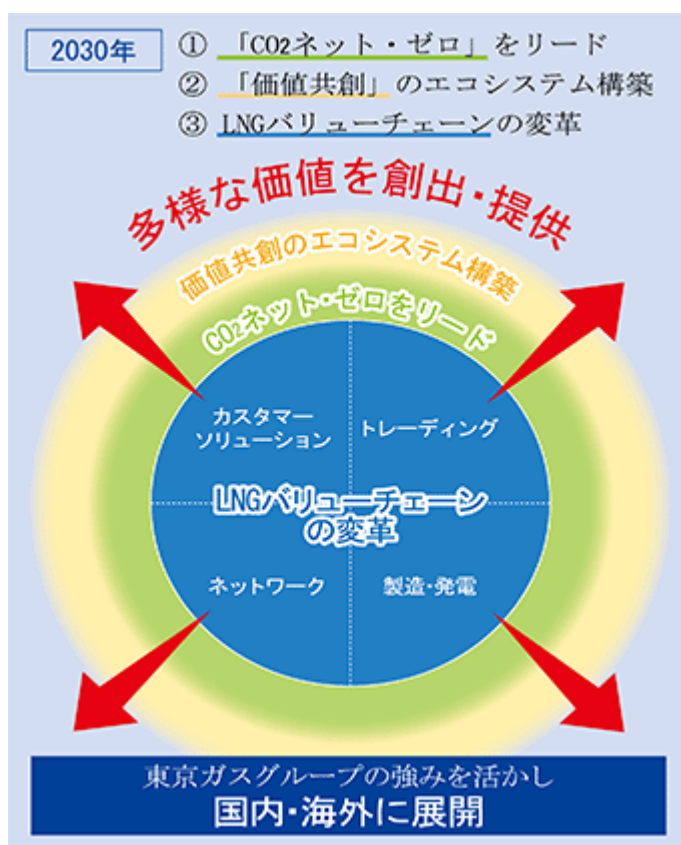 2030年
① 「CO2ネット・ゼロ」をリード
② 「価値共創」のエコシステム構築
③ LNGバリューチェーンの変革
多様な価値を創出・提供
価値共創のエコシステム構築
CO₂ネット・ゼロをリード
カスタマー
ソリューション
トレーディング
LNGバリューチェーン
の変革
ネットワーク
製造・発電
東京ガスグループの強みを活かし
国内・海外に展開